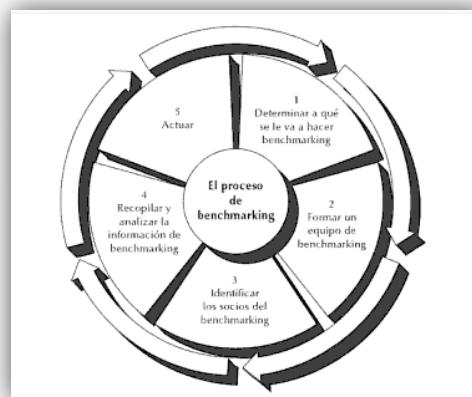 1
Determinar a qué
se le va a hacer
benchmarking
2
Formar un
equipo de
benchmarking
3
Identificar
los socios del
benchmarking
4
Recopilar y
analizar la
información de
benchmarking
5
Actuar
El proceso
de
benchmarking